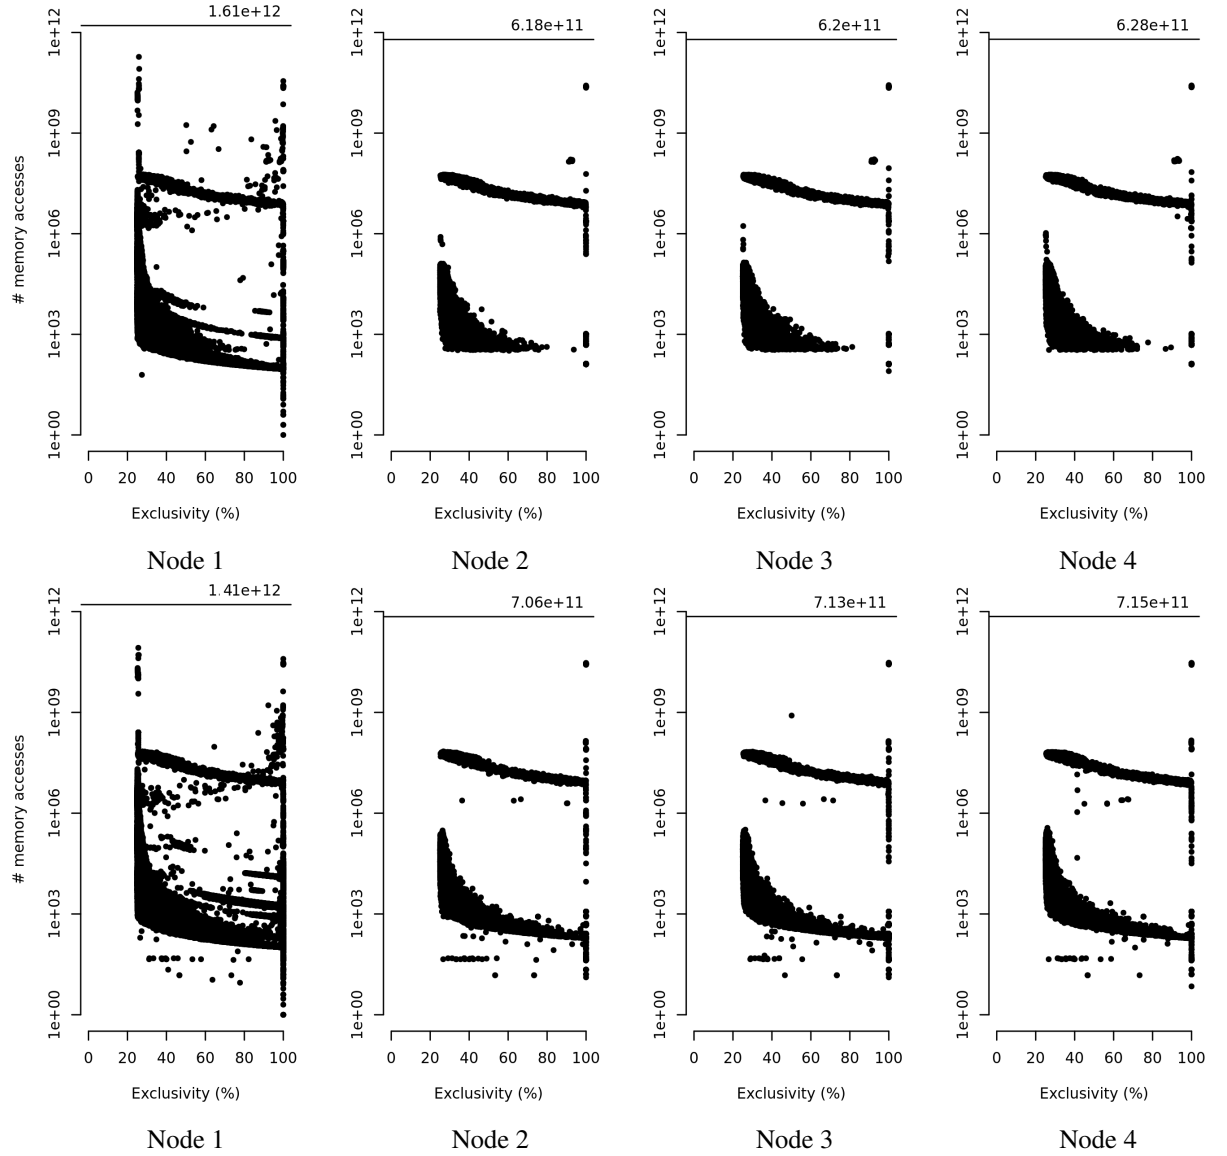 1.61e+12 6.18e+11 6.2e+11 6.28e+11
1e+12 1e+12 1e+12 1e+12
1e+09 1e+09 1e+09 1e+09
# memory accesses
1e+06 1e+06 1e+06 1e+06
1e+03 1e+03 1e+03 1e+03
1e+00 1e+00 1e+00 1e+00
0 20 40 60 80 100 0 20 40 60 80 100 0 20 40 60 80 100 0 20 40 60 80 100
Exclusivity (%) Exclusivity (%) Exclusivity (%) Exclusivity (%)
Node 1 Node 2 Node 3 Node 4
1.41e+12 7.06e+11 7.13e+11 7.15e+11
1e+12 1e+12 1e+12 1e+12
1e+09 1e+09 1e+09 1e+09
# memory accesses
1e+06 1e+06 1e+06 1e+06
1e+03 1e+03 1e+03 1e+03
1e+00 1e+00 1e+00 1e+00
0 20 40 60 80 100 0 20 40 60 80 100 0 20 40 60 80 100 0 20 40 60 80 100
Exclusivity (%) Exclusivity (%) Exclusivity (%) Exclusivity (%)
Node 1 Node 2 Node 3 Node 4